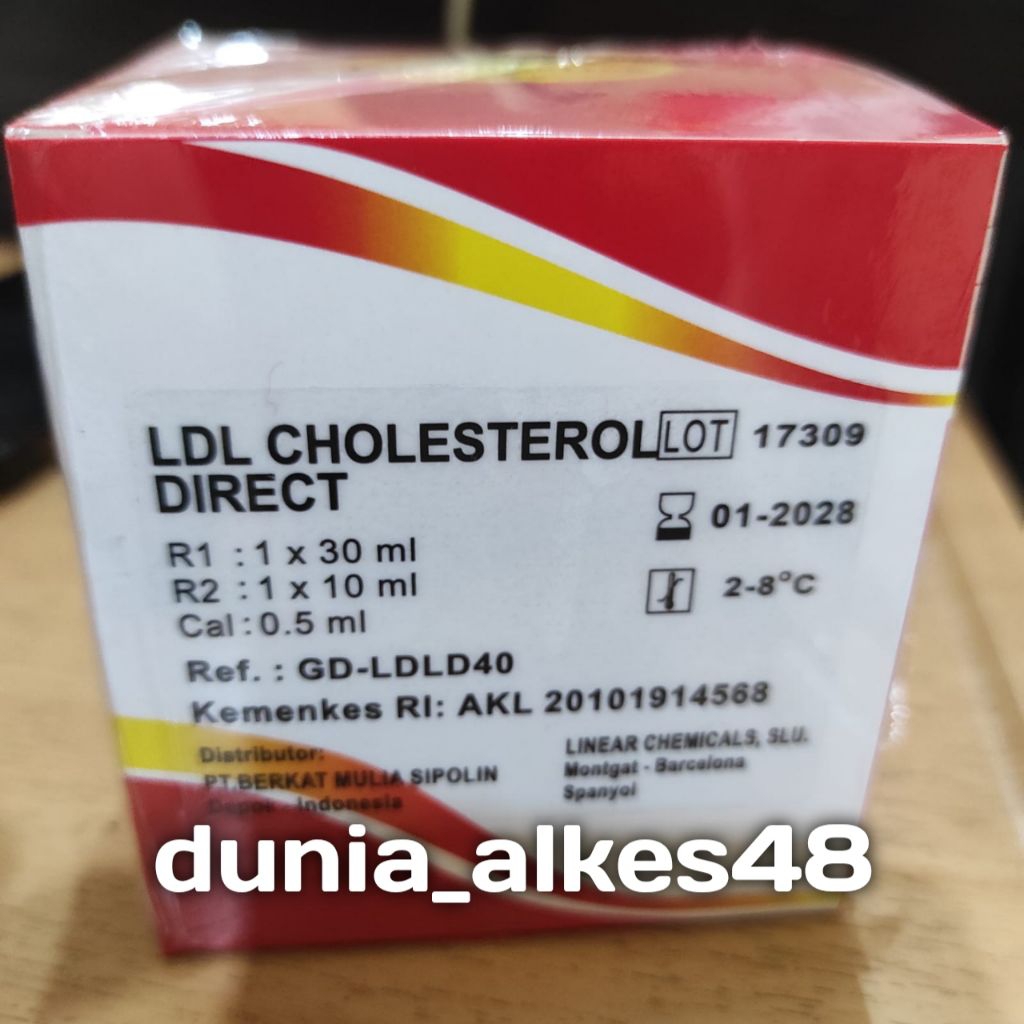 LDL CHOLESTEROL
DIRECT
LOT 17309
01-2028
2-8°C
R1 : 1 x 30 ml
R2 : 1 x 10 ml
Cal : 0.5 ml
Ref. : GD-LDLD40
Kemenkes RI: AKL 20101914568
Distributor:
PT.BERKAT MULIA SIPOLIN
Depok - Indonesia
LINEAR CHEMICALS, SLU.
Montgat - Barcelona
Spanyol
dunia_alkes48